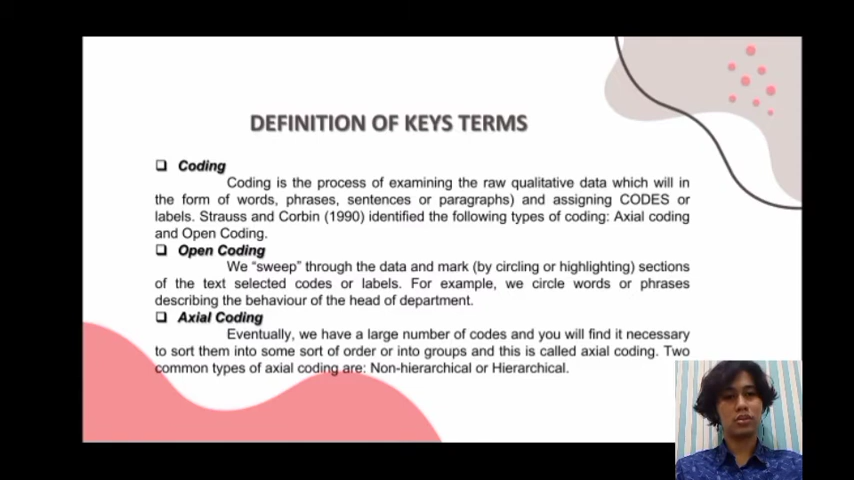 DEFINITION OF KEYS TERMS
Coding
Coding is the process of examining the raw qualitative data which will in
the form of words, phrases, sentences or paragraphs) and assigning CODES or
labels. Strauss and Corbin (1990) identified the following types of coding: Axial coding
and Open Coding.
Open Coding
We “sweep” through the data and mark (by circling or highlighting) sections
of the text selected codes or labels. For example, we circle words or phrases
describing the behaviour of the head of department.
Axial Coding
Eventually, we have a large number of codes and you will find it necessary
to sort them into some sort of order or into groups and this is called axial coding. Two
common types of axial coding are: Non-hierarchical or Hierarchical.